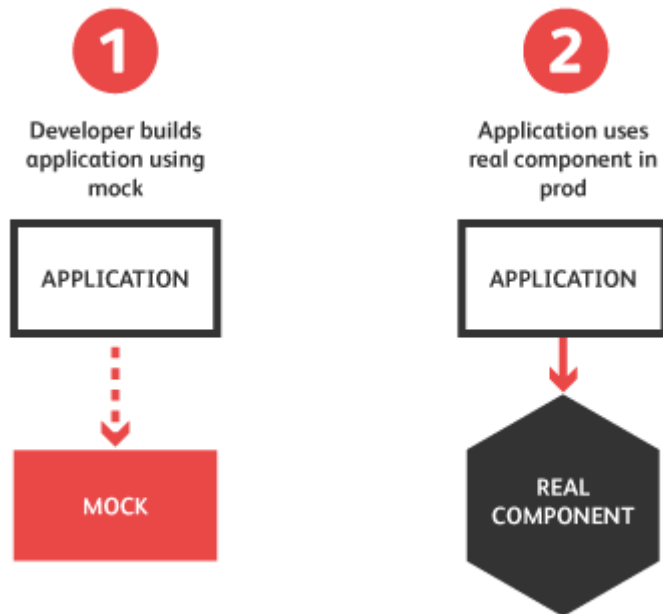 1
Developer builds
application using
mock
APPLICATION
MOCK
2
Application uses
real component in
prod
APPLICATION
REAL
COMPONENT